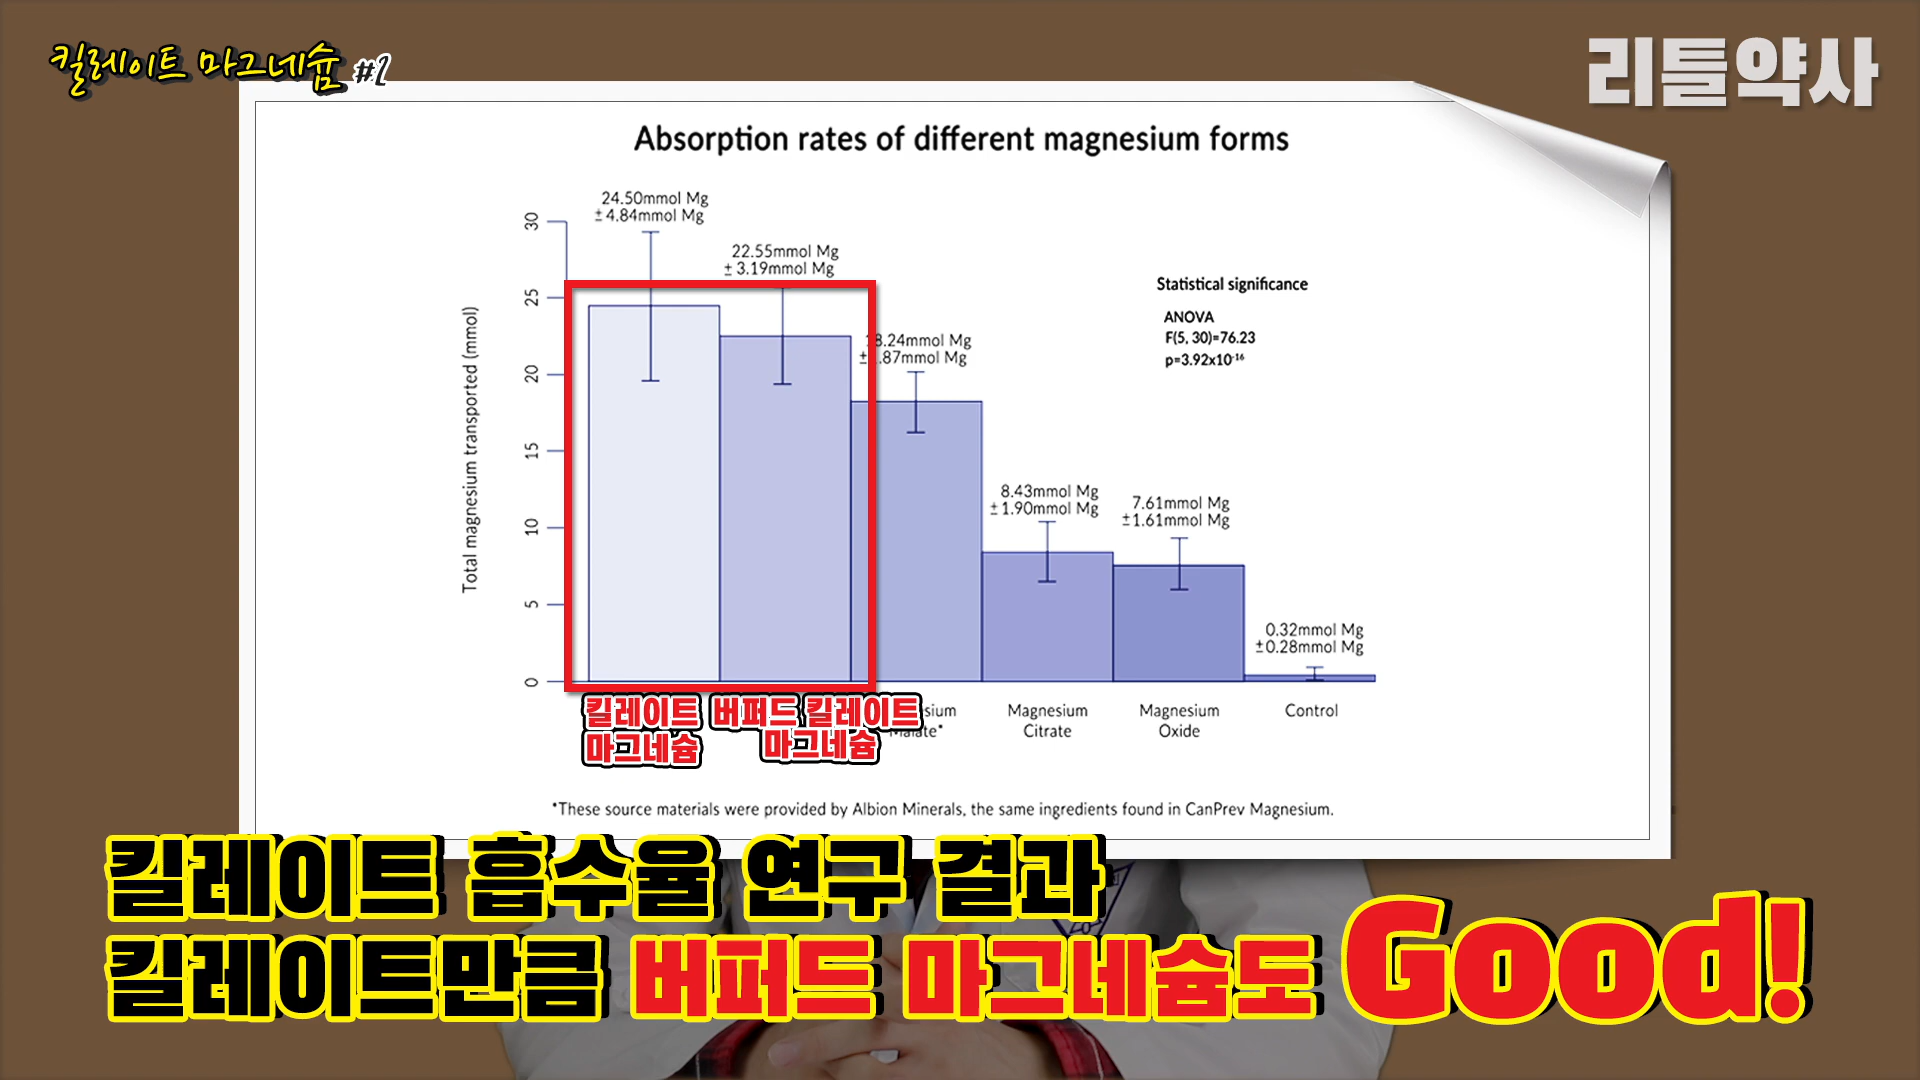 킬레이트 마그네슘 #2
리틀약사
Absorption rates of different magnesium forms
24.50mmol Mg
±4.84mmol Mg
22.55mmol Mg
±3.19mmol Mg
8.24mmol Mg
.87mmol Mg
8.43mmol Mg
±1.90mmol Mg
7.61mmol Mg
±1.61mmol Mg
0.32mmol Mg
±0.28mmol Mg
Statistical significance
ANOVA
F(5, 30)=76.23
p=3.92x10⁻¹⁶
Total magnesium transported (mmol)
30
25
20
15
10
5
0
킬레이트
마그네슘
버퍼드 킬레이트
마그네슘
Magnesium
Citrate
Magnesium
Oxide
Control
*These source materials were provided by Albion Minerals, the same ingredients found in CanPrev Magnesium.
킬레이트 흡수율 연구 결과
킬레이트만큼 버퍼드 마그네슘도 Good!